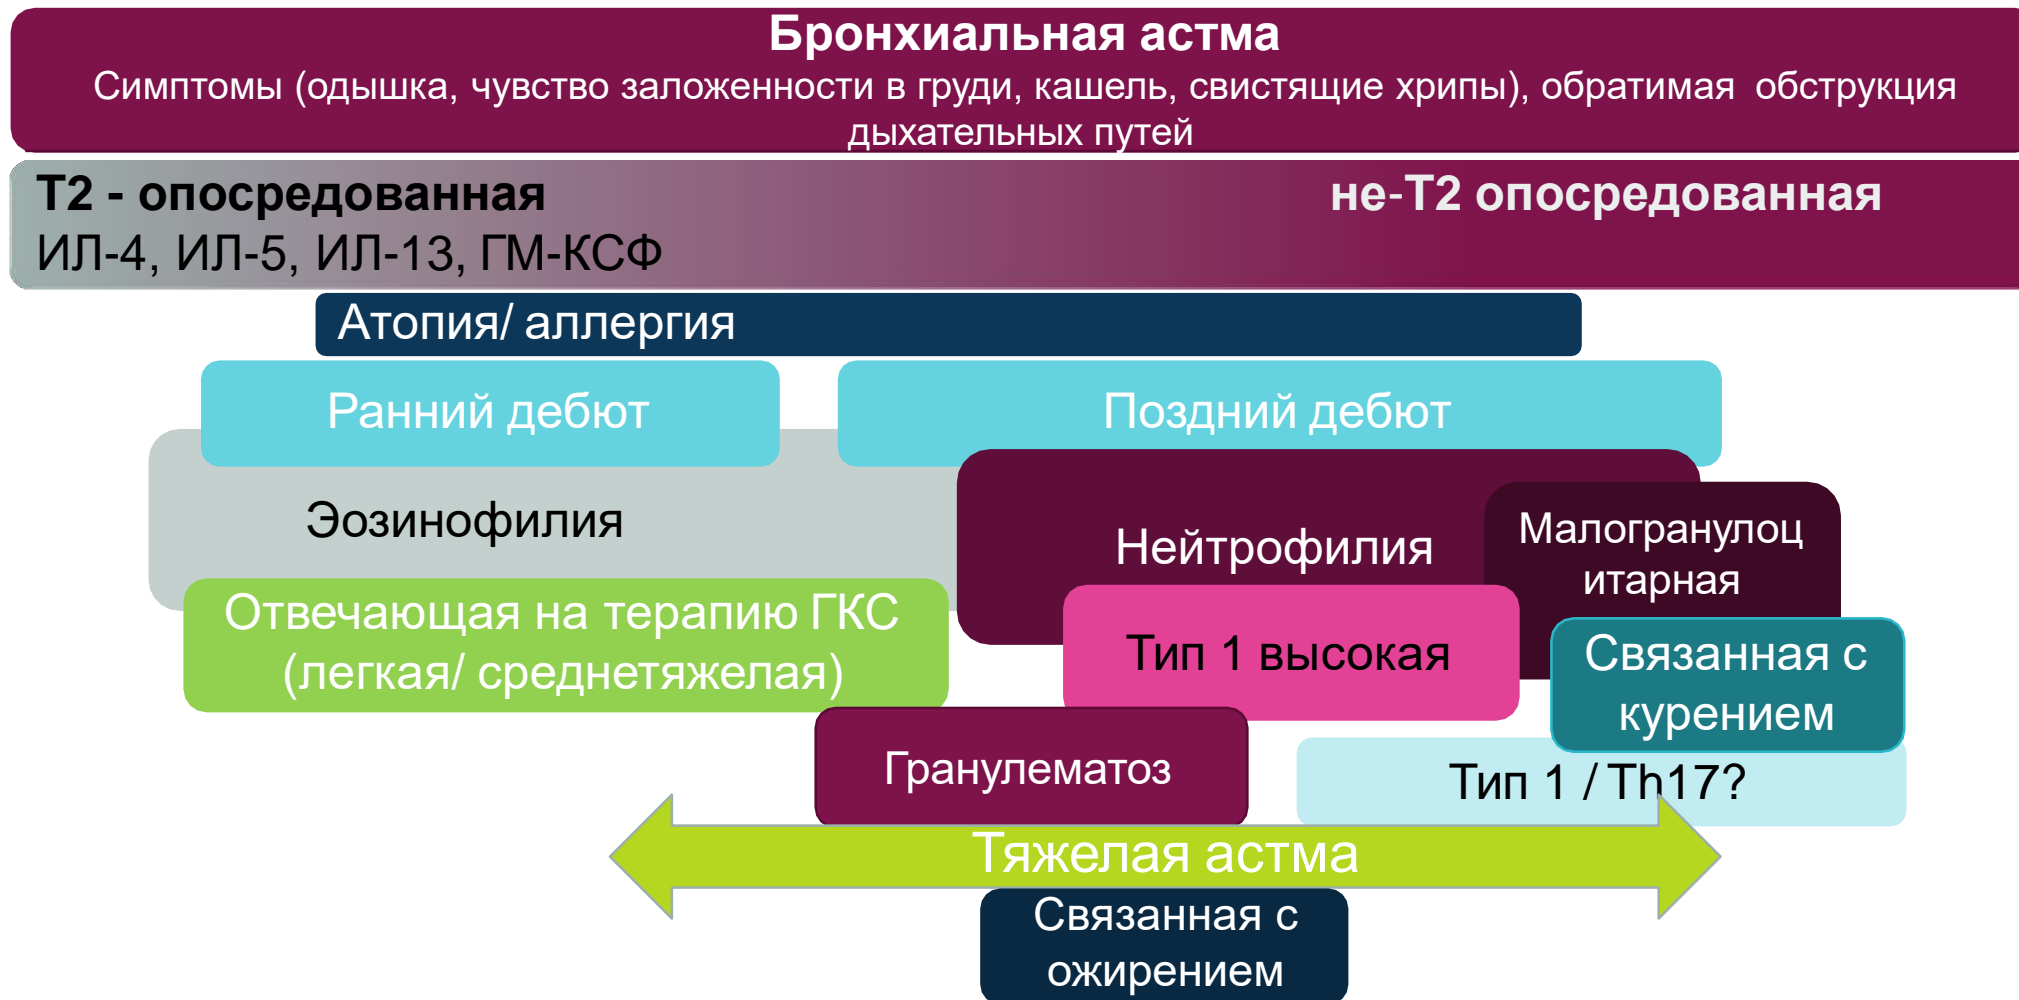 Бронхиальная астма
Симптомы (одышка, чувство заложенности в груди, кашель, свистящие хрипы), обратимая обструкция
дыхательных путей
Т2 - опосредованная
не-Т2 опосредованная
ИЛ-4, ИЛ-5, ИЛ-13, ГМ-КСФ
Атопия/ аллергия
Ранний дебют
Поздний дебют
Эозинофилия
Нейтрофилия
Малогранулоц
итарная
Отвечающая на терапию ГКС
(легкая/ среднетяжелая)
Тип 1 высокая
Связанная с
курением
Гранулематоз
Тип 1 / Th17?
Тяжелая астма
Связанная с
ожирением